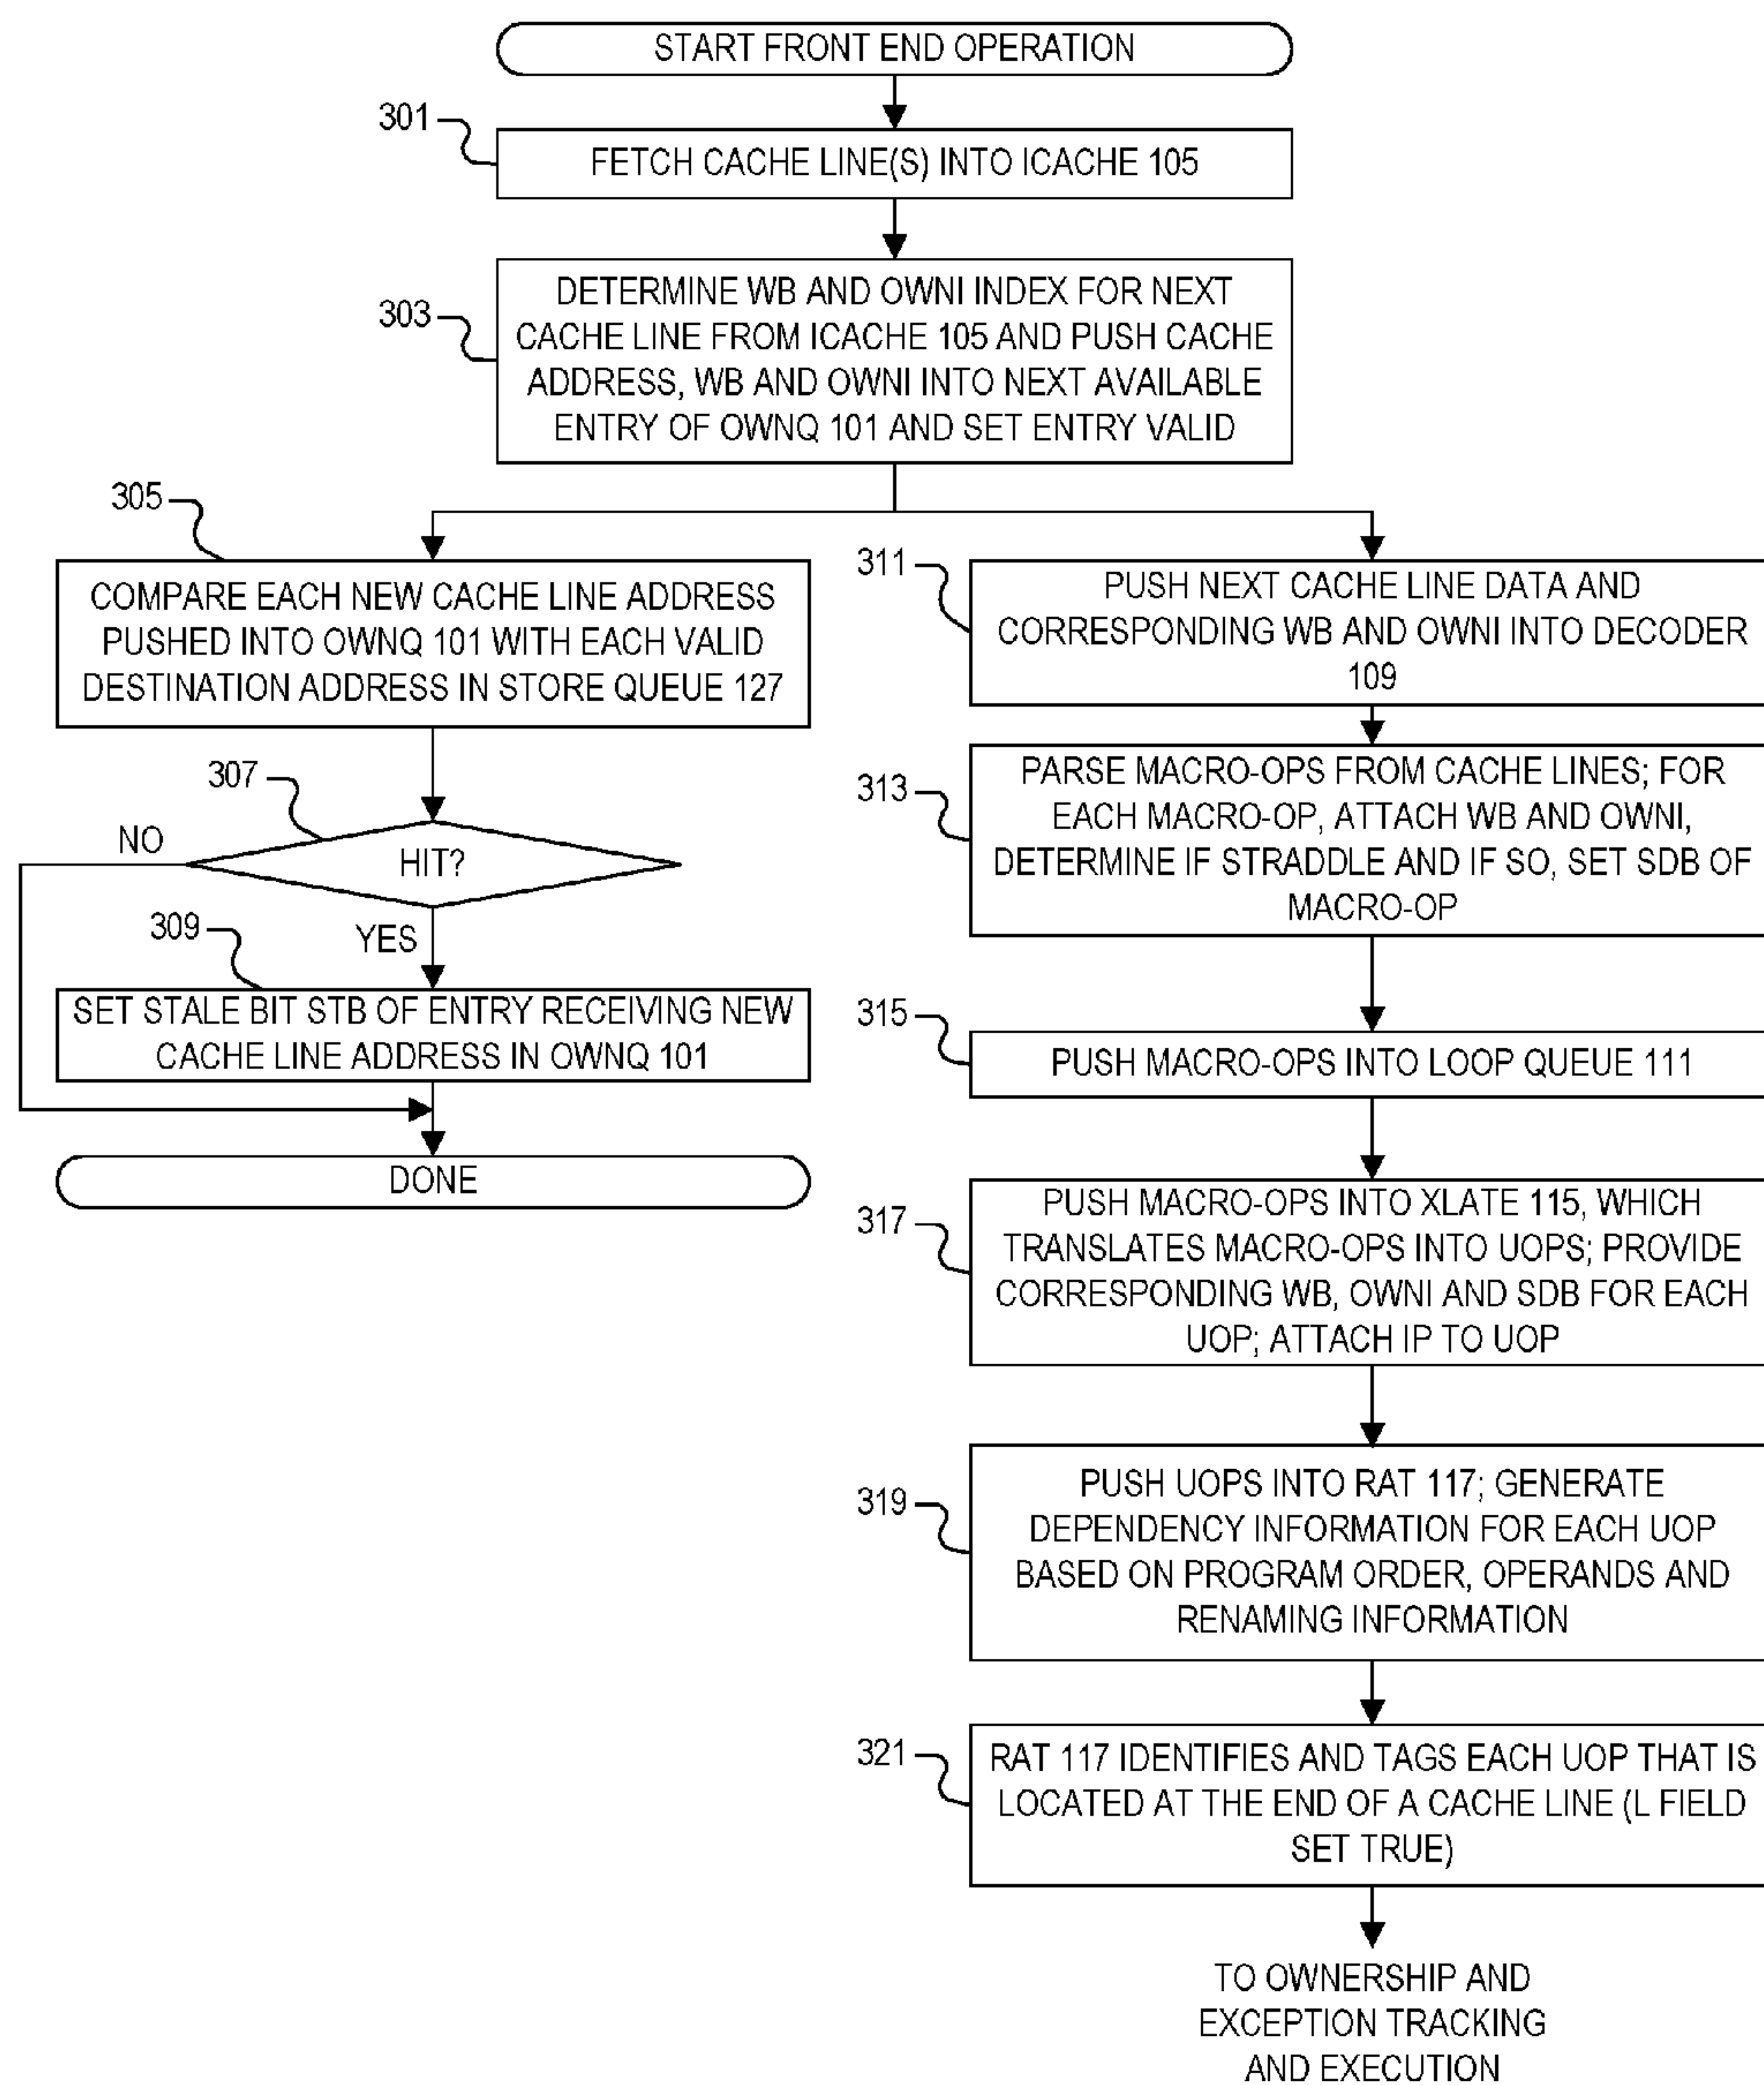 START FRONT END OPERATION
301
FETCH CACHE LINE(S) INTO ICACHE 105
303
DETERMINE WB AND OWNI INDEX FOR NEXT
CACHE LINE FROM ICACHE 105 AND PUSH CACHE
ADDRESS, WB AND OWNI INTO NEXT AVAILABLE
ENTRY OF OWNQ 101 AND SET ENTRY VALID
305
COMPARE EACH NEW CACHE LINE ADDRESS
PUSHED INTO OWNQ 101 WITH EACH VALID
DESTINATION ADDRESS IN STORE QUEUE 127
307
HIT?
NO
YES
309
SET STALE BIT STB OF ENTRY RECEIVING NEW
CACHE LINE ADDRESS IN OWNQ 101
DONE
311
PUSH NEXT CACHE LINE DATA AND
CORRESPONDING WB AND OWNI INTO DECODER
109
313
PARSE MACRO-OPS FROM CACHE LINES; FOR
EACH MACRO-OP, ATTACH WB AND OWNI,
DETERMINE IF STRADDLE AND IF SO, SET SDB OF
MACRO-OP
315
PUSH MACRO-OPS INTO LOOP QUEUE 111
317
PUSH MACRO-OPS INTO XLATE 115, WHICH
TRANSLATES MACRO-OPS INTO UOPS; PROVIDE
CORRESPONDING WB, OWNI AND SDB FOR EACH
UOP; ATTACH IP TO UOP
319
PUSH UOPS INTO RAT 117; GENERATE
DEPENDENCY INFORMATION FOR EACH UOP
BASED ON PROGRAM ORDER, OPERANDS AND
RENAMING INFORMATION
321
RAT 117 IDENTIFIES AND TAGS EACH UOP THAT IS
LOCATED AT THE END OF A CACHE LINE (L FIELD
SET TRUE)
TO OWNERSHIP AND
EXCEPTION TRACKING
AND EXECUTION